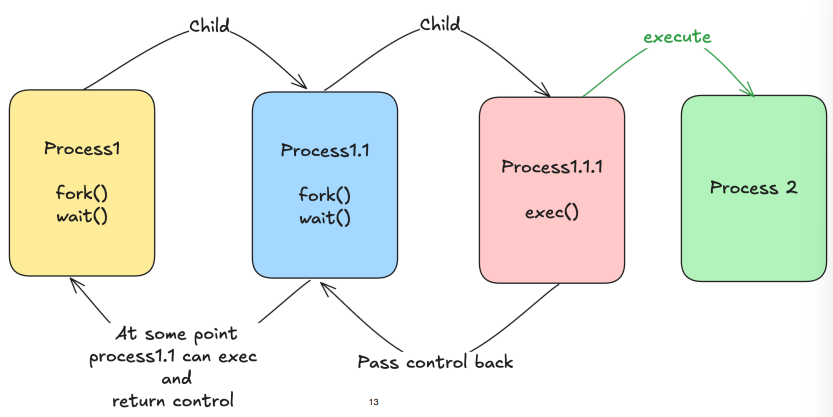 Child
Child
execute
Process1
fork()
wait()
Process1.1
fork()
wait()
Process1.1.1
exec()
Process 2
At some point
process1.1 can exec
and
return control
Pass control back
13